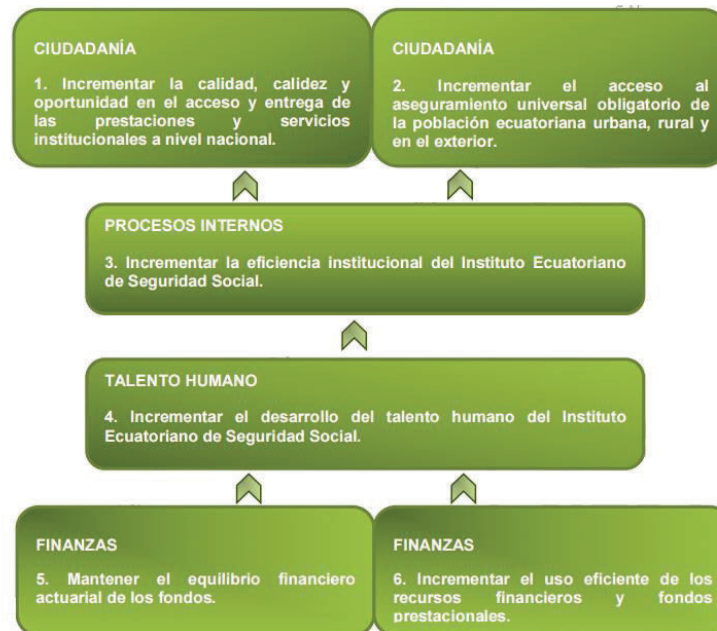 CIUDADANÍA
1. Incrementar la calidad, calidez y
oportunidad en el acceso y entrega de
las prestaciones y servicios
institucionales a nivel nacional.
CIUDADANÍA
2. Incrementar el acceso al
aseguramiento universal obligatorio de
la población ecuatoriana urbana, rural y
en el exterior.
PROCESOS INTERNOS
3. Incrementar la eficiencia institucional del Instituto Ecuatoriano
de Seguridad Social.
TALENTO HUMANO
4. Incrementar el desarrollo del talento humano del Instituto
Ecuatoriano de Seguridad Social.
FINANZAS
5. Mantener el equilibrio financiero
actuarial de los fondos.
FINANZAS
6. Incrementar el uso eficiente de los
recursos financieros y fondos
prestacionales.